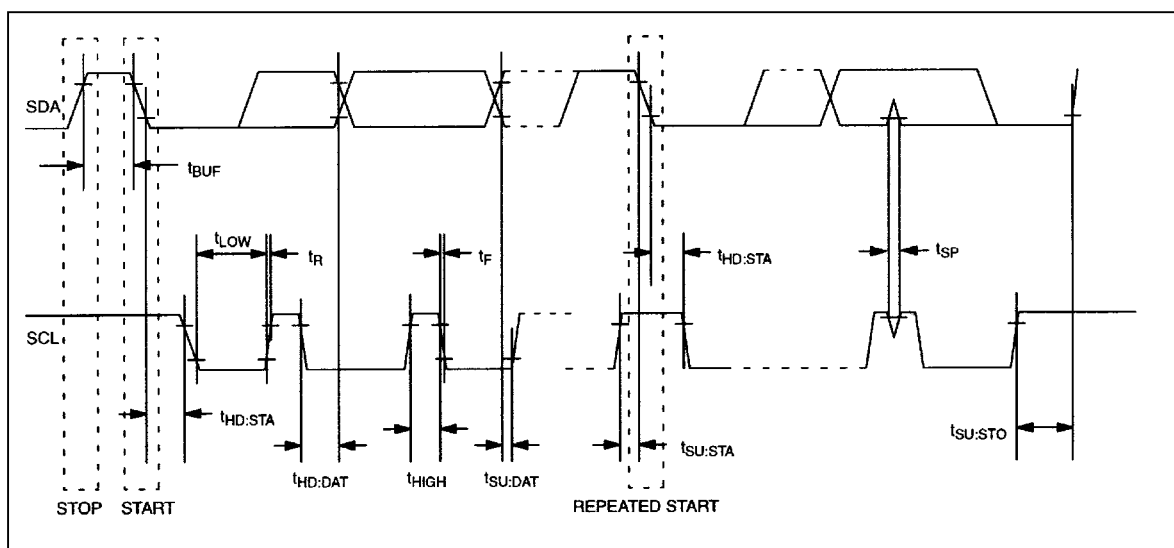 SDA
tBUF
tLOW
tR
tF
tHD:STA
tSP
SCL
tHD:STA
tHD:DAT
tHIGH
tSU:DAT
tSU:STA
tSU:STO
STOP
START
REPEATED START